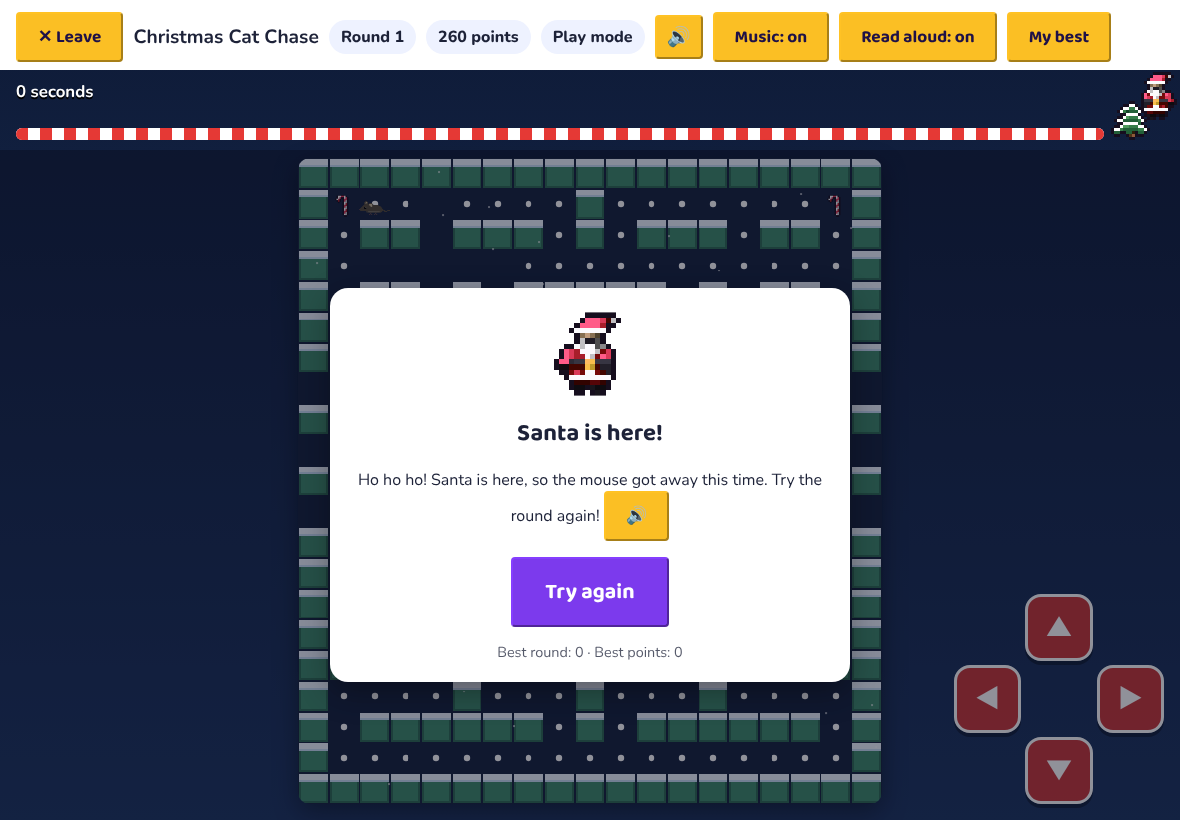 ✕ Leave
Christmas Cat Chase
Round 1
260 points
Play mode
Music: on
Read aloud: on
My best
0 seconds
Santa is here!
Ho ho ho! Santa is here, so the mouse got away this time. Try the
round again!
Try again
Best round: 0 · Best points: 0